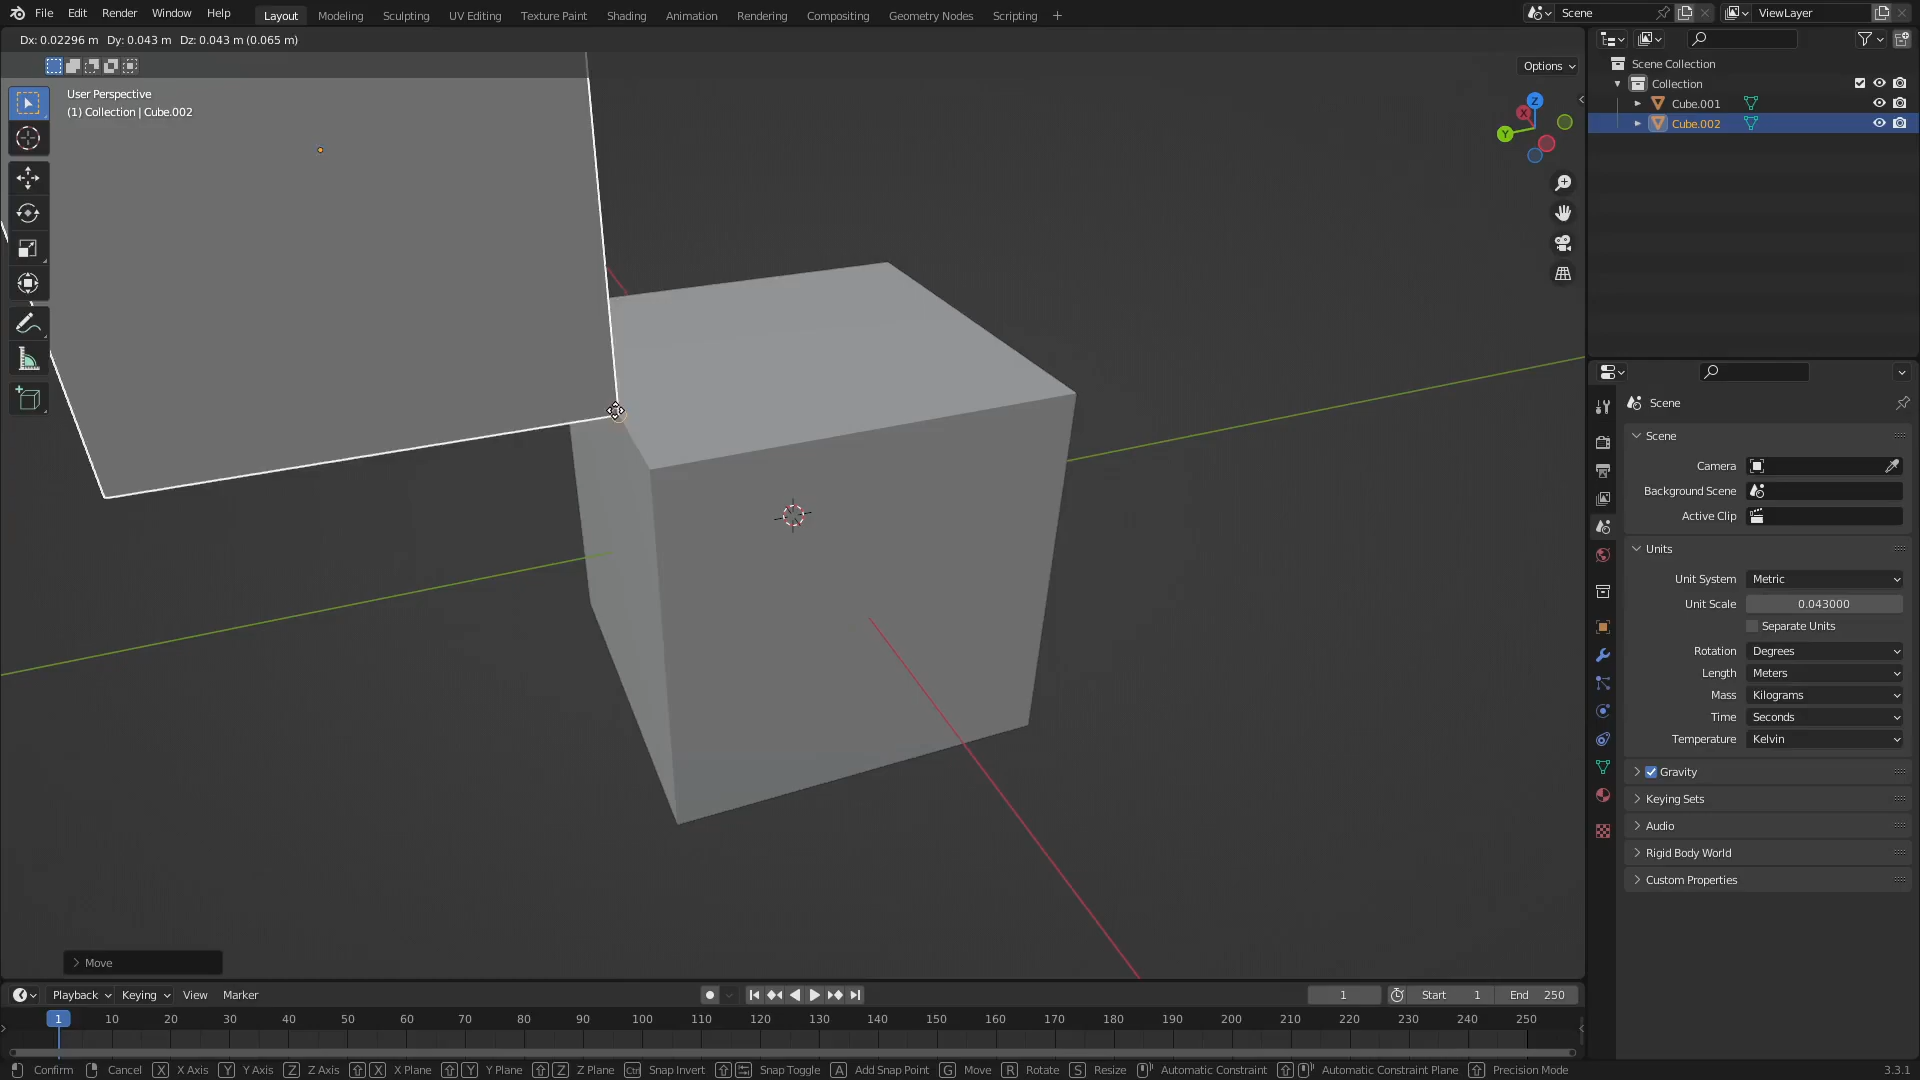 File Edit Render Window Help Layout Modeling Sculpting UV Editing Texture Paint Shading Animation Rendering Compositing Geometry Nodes Scripting + Scene ViewLayer
Dx: 0.02296 m Dy: 0.043 m Dz: 0.043 m (0.065 m)
Options
User Perspective
(1) Collection | Cube.002
Z
X
Y
Scene Collection
Collection
Cube.001
Cube.002
Scene
Scene
Camera
Background Scene
Active Clip
Units
Unit System Metric
Unit Scale 0.043000
Separate Units
Rotation Degrees
Length Meters
Mass Kilograms
Time Seconds
Temperature Kelvin
Gravity
Keying Sets
Audio
Rigid Body World
Custom Properties
Move
Playback Keying View Marker 1 Start 1 End 250
1 10 20 30 40 50 60 70 80 90 100 110 120 130 140 150 160 170 180 190 200 210 220 230 240 250
Confirm Cancel X X Axis Y Y Axis Z Z Axis X X Plane Y Y Plane Z Z Plane Ctrl Snap Invert Snap Toggle A Add Snap Point G Move R Rotate S Resize Automatic Constraint Automatic Constraint Plane Precision Mode 3.3.1